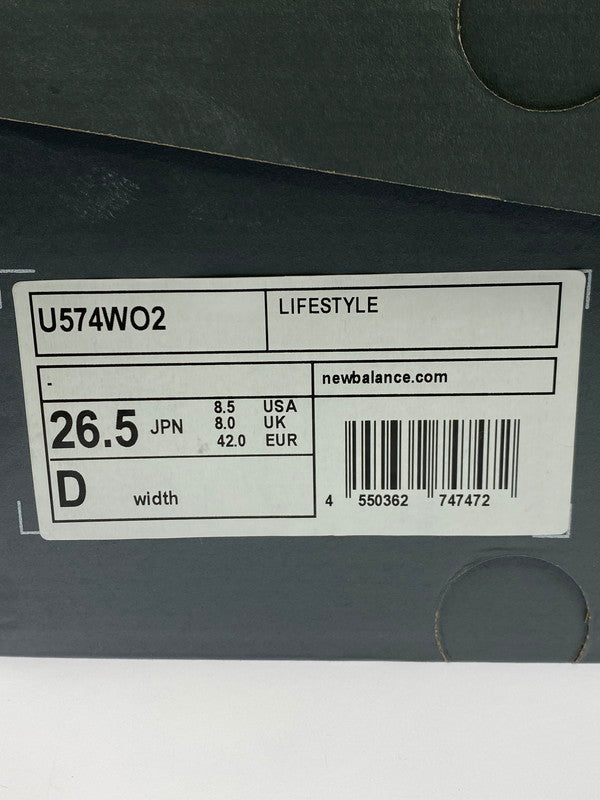 U574WO2
LIFESTYLE
-
newbalance.com
26.5 JPN
8.5 USA
8.0 UK
42.0 EUR
D width
4 550362 747472